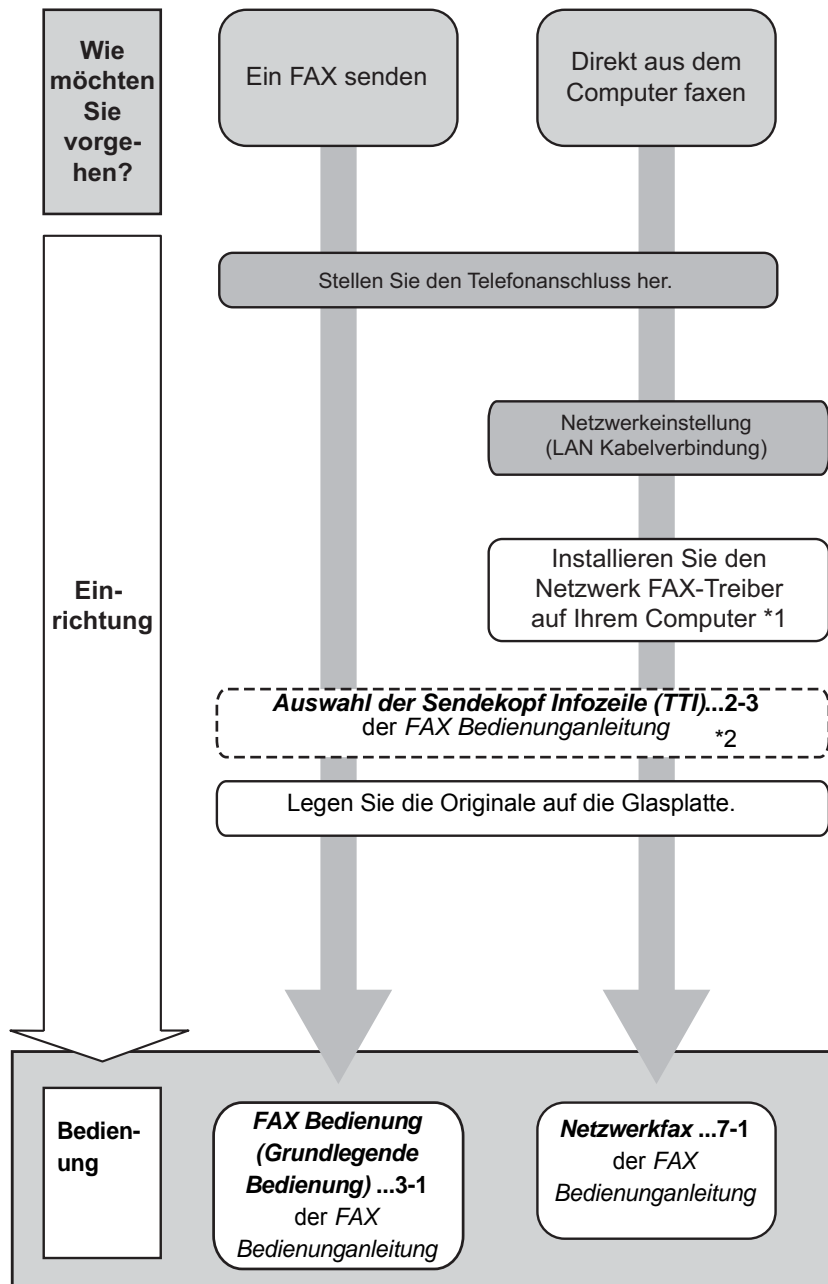 Wie
möchten
Sie
vorge-
hen?
Ein FAX senden
Direkt aus dem
Computer faxen
Stellen Sie den Telefonanschluss her.
Netzwerkeinstellung
(LAN Kabelverbindung)
Installieren Sie den
Netzwerk FAX-Treiber
auf Ihrem Computer *1
Ein-
richtung
Auswahl der Sendekopf Infozeile (TTI)...2-3
der FAX Bedienunganleitung *2
Legen Sie die Originale auf die Glasplatte.
Bedien-
ung
FAX Bedienung
(Grundlegende
Bedienung) ...3-1
der FAX
Bedienunganleitung
Netzwerkfax ...7-1
der FAX
Bedienunganleitung